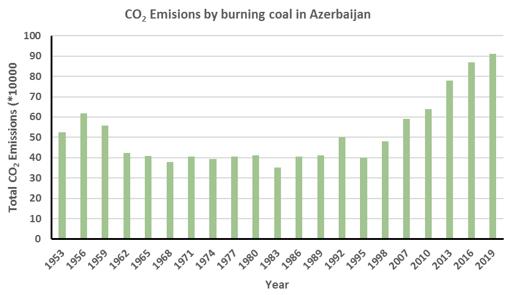 CO₂ Emisions by burning coal in Azerbaijan
Total CO₂ Emissions (*10000
100
90
80
70
60
50
40
30
20
10
0
1953 1956 1959 1962 1965 1968 1971 1974 1977 1980 1983 1986 1989 1992 1995 1998 2007 2010 2013 2016 2019
Year